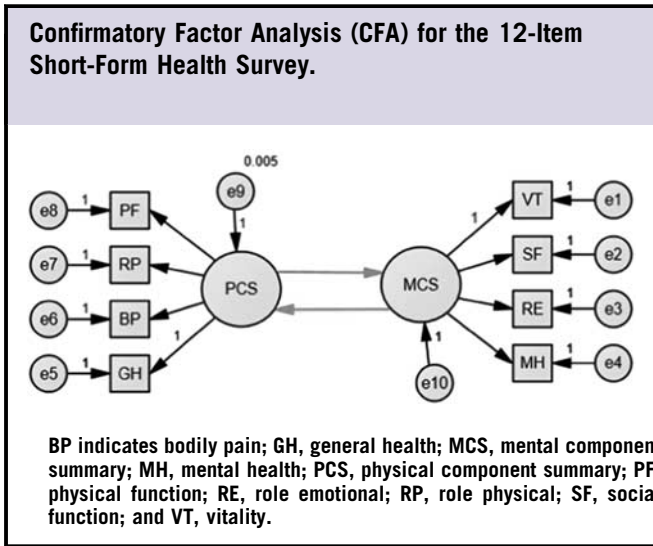 Confirmatory Factor Analysis (CFA) for the 12-Item
Short-Form Health Survey.
0.005
e9
1
e8
1
PF
e7
1
RP
e6
1
BP
e5
1
GH
1
PCS
MCS
1
e10
1
VT
1
e1
SF
1
e2
RE
1
e3
MH
1
e4
BP indicates bodily pain; GH, general health; MCS, mental componen
summary; MH, mental health; PCS, physical component summary; PF
physical function; RE, role emotional; RP, role physical; SF, socia
function; and VT, vitality.